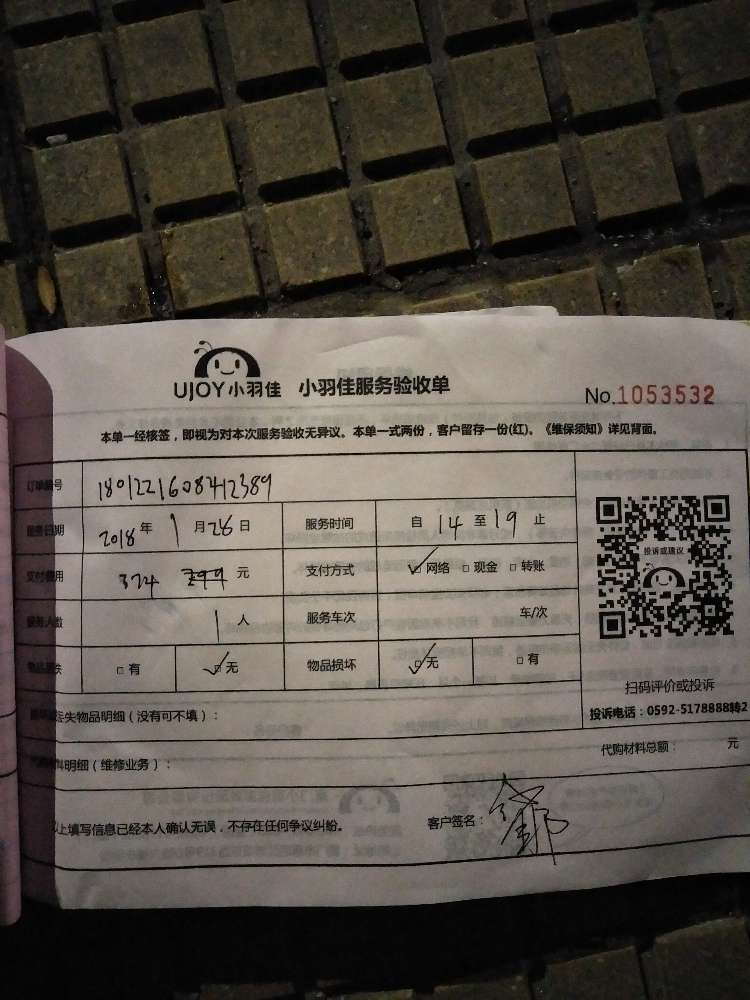 UJOY小羽佳 小羽佳服务验收单
No.1053532
本单一经核签，即视为对本次服务验收无异议。本单一式两份，客户留存一份(红)。《维保须知》详见背面。
订单编号 180122160842389
服务日期 2018年1月26日 服务时间 自14至19止
支付费用 374 399 元 支付方式 网络 现金 转账
服务人数 1人 服务车次 车/次
物品丢失 有 无 物品损坏 无 有
投诉或建议
扫码评价或投诉
投诉电话：0592-5178888转2
丢失物品明细（没有可不填）：
代购材料总额： 元
明细（维修业务）：
以上填写信息已经本人确认无误，不存在任何争议纠纷。 客户签名：